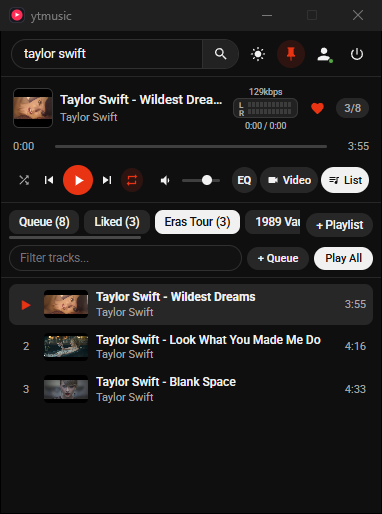 ytmusic
taylor swift
129kbps
Taylor Swift - Wildest Drea...
L
R
3/8
Taylor Swift
0:00 / 0:00
0:00
3:55
EQ
Video
List
Queue (8)
Liked (3)
Eras Tour (3)
1989 Vau
+ Playlist
Filter tracks...
+ Queue
Play All
Taylor Swift - Wildest Dreams
3:55
Taylor Swift
2
Taylor Swift - Look What You Made Me Do
4:16
Taylor Swift
3
Taylor Swift - Blank Space
4:33
Taylor Swift